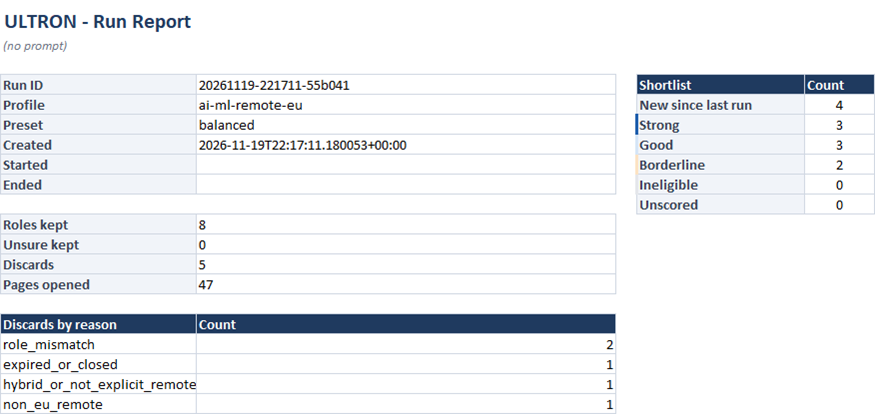 ULTRON - Run Report
(no prompt)
Run ID 20261119-221711-55b041
Profile ai-ml-remote-eu
Preset balanced
Created 2026-11-19T22:17:11.180053+00:00
Started
Ended
Roles kept 8
Unsure kept 0
Discards 5
Pages opened 47
Discards by reason Count
role_mismatch 2
expired_or_closed 1
hybrid_or_not_explicit_remote 1
non_eu_remote 1
Shortlist Count
New since last run 4
Strong 3
Good 3
Borderline 2
Ineligible 0
Unscored 0